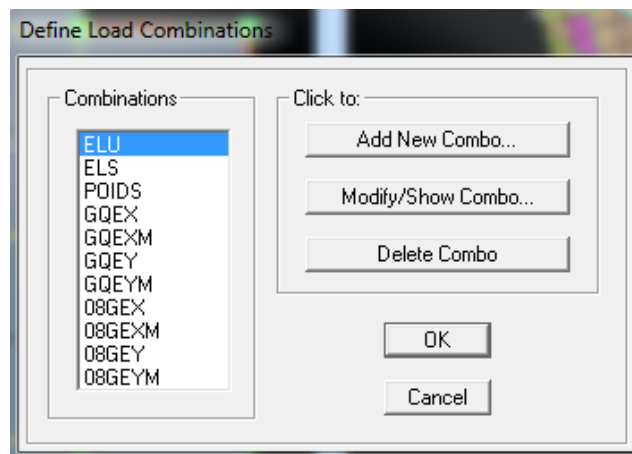 Define Load Combinations
Combinations
ELU
ELS
POIDS
GQEX
GQEXM
GQEY
GQEYM
08GEX
08GEXM
08GEY
08GEYM
Click to:
Add New Combo...
Modify/Show Combo...
Delete Combo
OK
Cancel